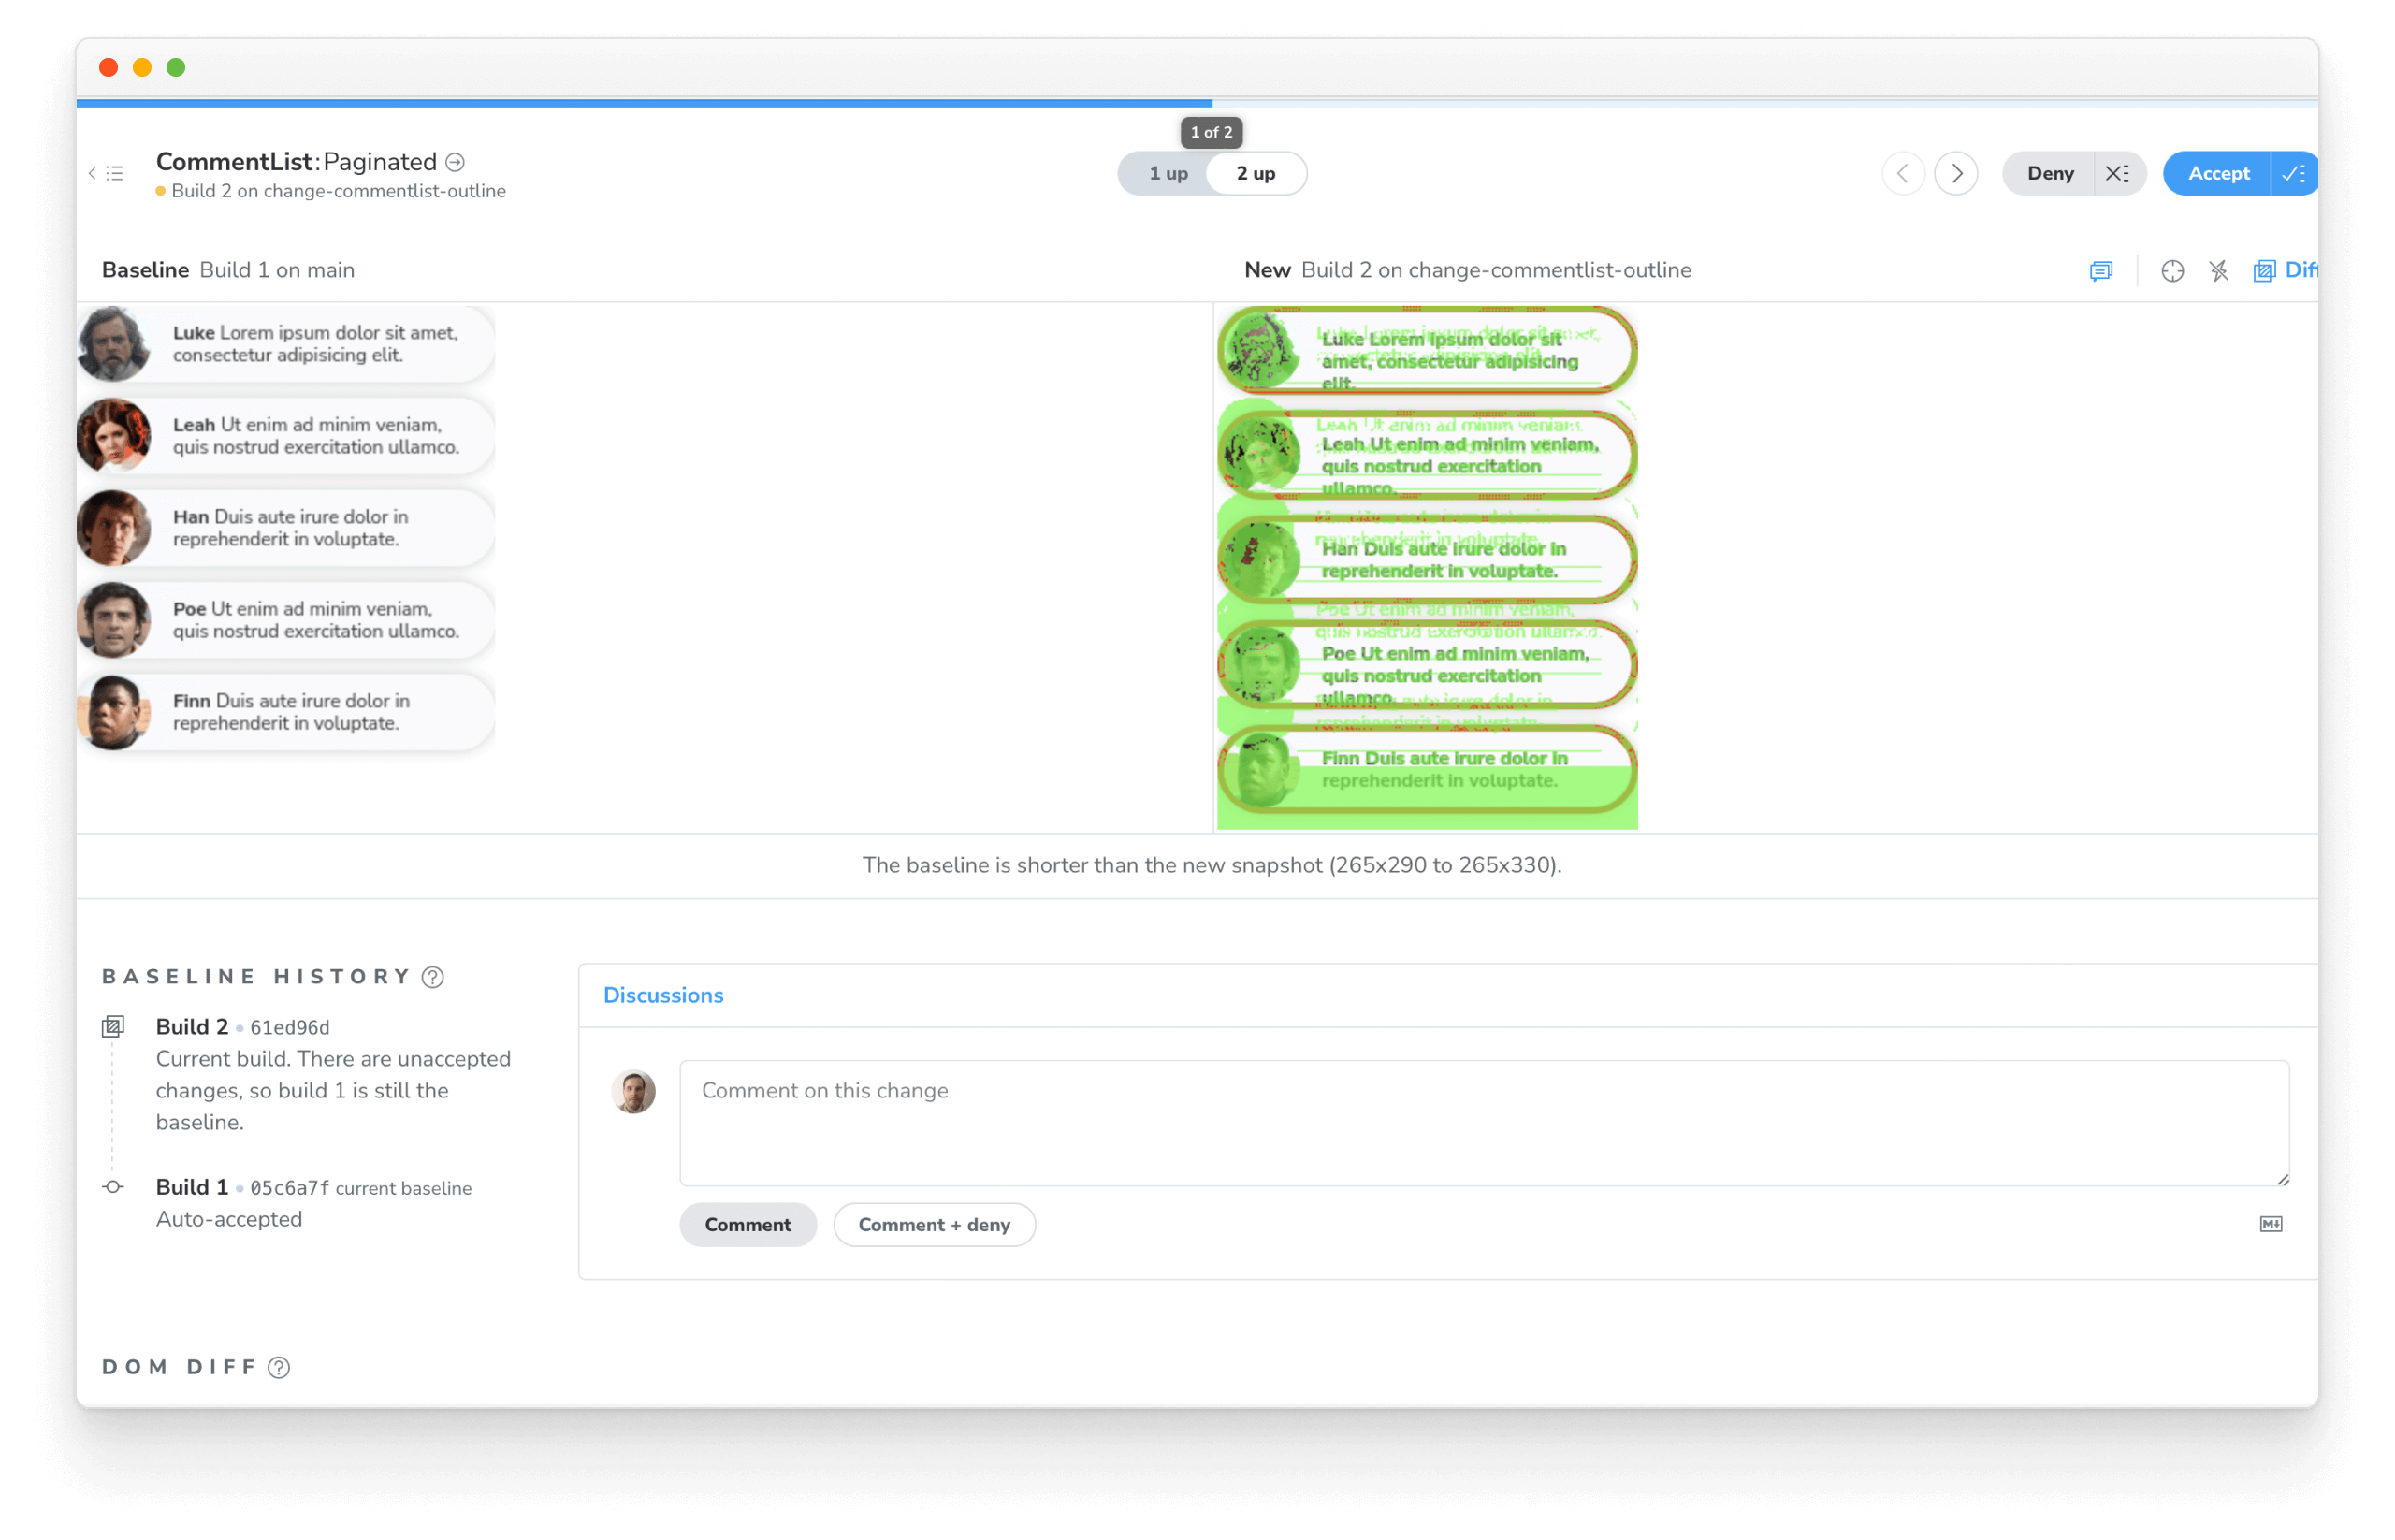 1 of 2
CommentList: Paginated
Build 2 on change-commentlist-outline
1 up
2 up
Deny
Accept
Baseline Build 1 on main
New Build 2 on change-commentlist-outline
Diff
Luke Lorem ipsum dolor sit amet,
consectetur adipisicing elit.
Leah Ut enim ad minim veniam,
quis nostrud exercitation ullamco.
Han Duis aute irure dolor in
reprehenderit in voluptate.
Poe Ut enim ad minim veniam,
quis nostrud exercitation ullamco.
Finn Duis aute irure dolor in
reprehenderit in voluptate.
Luke Lorem ipsum dolor sit
amet, consectetur adipisicing
elit.
Leah Ut enim ad minim veniam,
quis nostrud exercitation
ullamco.
Han Duis aute irure dolor in
reprehenderit in voluptate.
Poe Ut enim ad minim veniam,
quis nostrud exercitation
ullamco.
Finn Duis aute irure dolor in
reprehenderit in voluptate.
The baseline is shorter than the new snapshot (265x290 to 265x330).
BASELINE HISTORY
Build 2 • 61ed96d
Current build. There are unaccepted
changes, so build 1 is still the
baseline.
Build 1 • 05c6a7f current baseline
Auto-accepted
Discussions
Comment on this change
Comment
Comment + deny
M↓
DOM DIFF